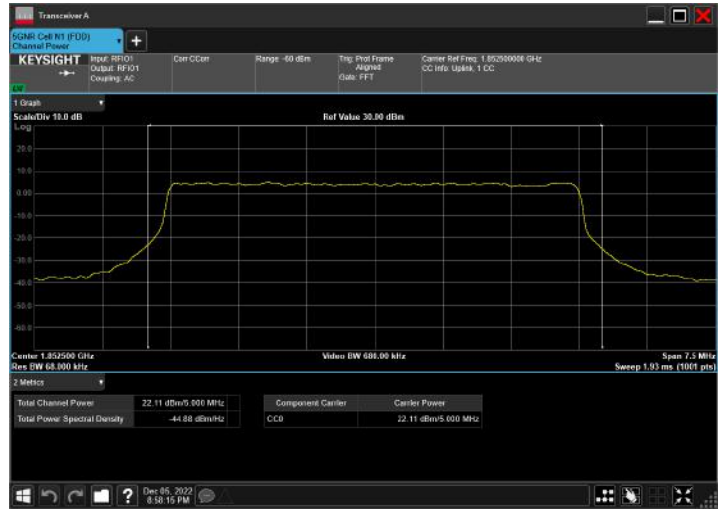 Transceiver A
5GNR Cell N1 (FDD)
Channel Power
KEYSIGHT
Input: RFIO1
Output: RFIO1
Coupling: AC
Corr CCorr
Range -60 dBm
Trig: Prot Frame
Aligned
Gate: FFT
Carrier Ref Freq: 1.852500000 GHz
CC Info: Uplink, 1 CC
1 Graph
Scale/Div 10.0 dB
Ref Value 30.00 dBm
Log
20.0
10.0
0.00
-10.0
-20.0
-30.0
-40.0
-50.0
-60.0
Center 1.852500 GHz
Video BW 680.00 kHz
Span 7.5 MHz
Res BW 68.000 kHz
Sweep 1.93 ms (1001 pts)
2 Metrics
Total Channel Power 22.11 dBm/5.000 MHz
Total Power Spectral Density -44.88 dBm/Hz
Component Carrier Carrier Power
CC0 22.11 dBm/5.000 MHz
?
Dec 05, 2022
8:58:15 PM